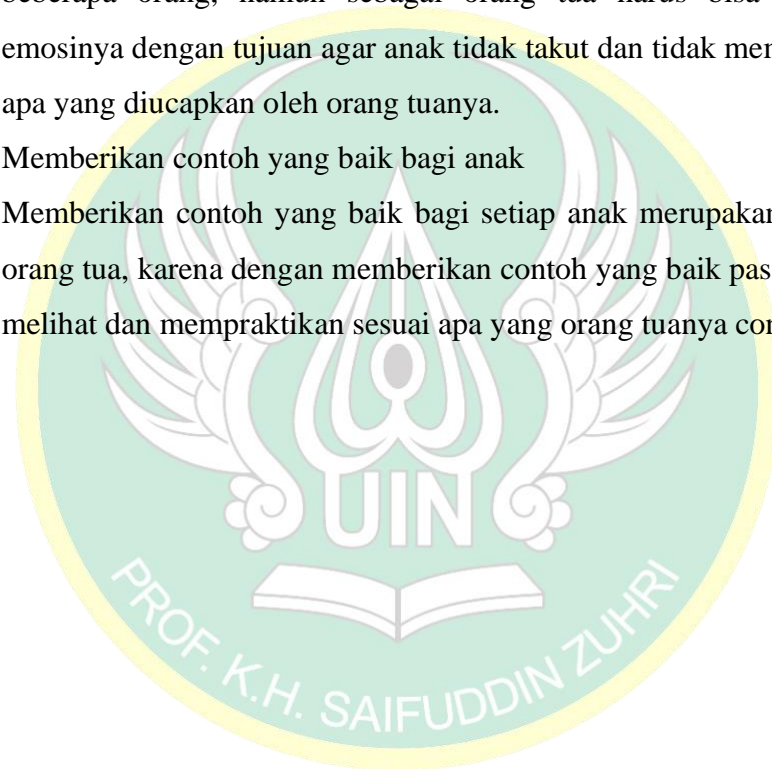 beberapa orang, namun sebagai orang tua harus bisa
emosinya dengan tujuan agar anak tidak takut dan tidak
apa yang diucapkan oleh orang tuanya.
Memberikan contoh yang baik bagi anak
Memberikan contoh yang baik bagi setiap anak merupakan
orang tua, karena dengan memberikan contoh yang baik
melihat dan mempraktikan sesuai apa yang orang tuanya
UIN
PROF. K.H. SAIFUDDIN ZUHRI